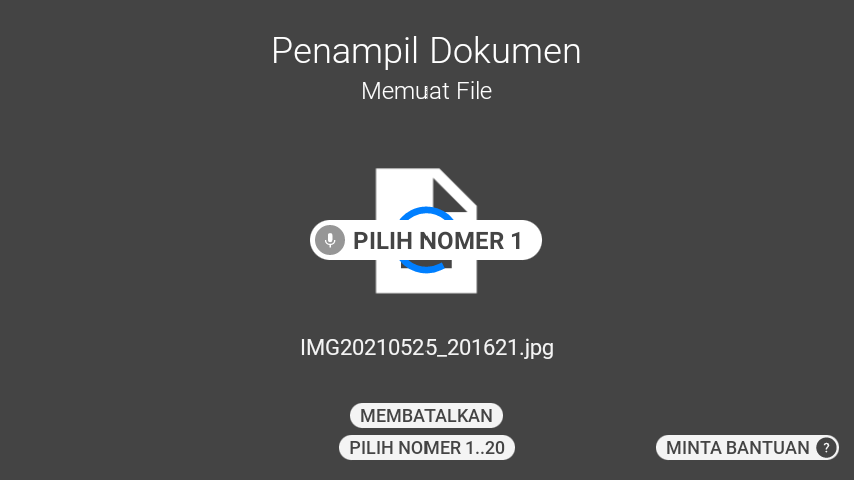 Penampil Dokumen
Memuat File
PILIH NOMER 1
IMG20210525_201621.jpg
MEMBATALKAN
PILIH NOMER 1..20
MINTA BANTUAN ?